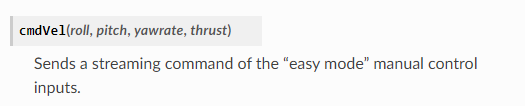 cmdVel(roll, pitch, yawrate, thrust)
Sends a streaming command of the “easy mode” manual control
inputs.